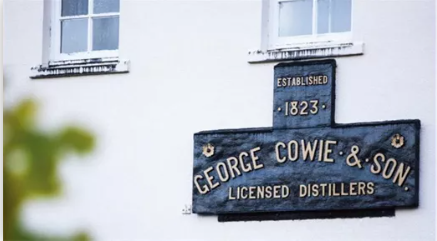 ESTABLISHED
·1823·
GEORGE COWIE·&·SON.
LICENSED DISTILLERS